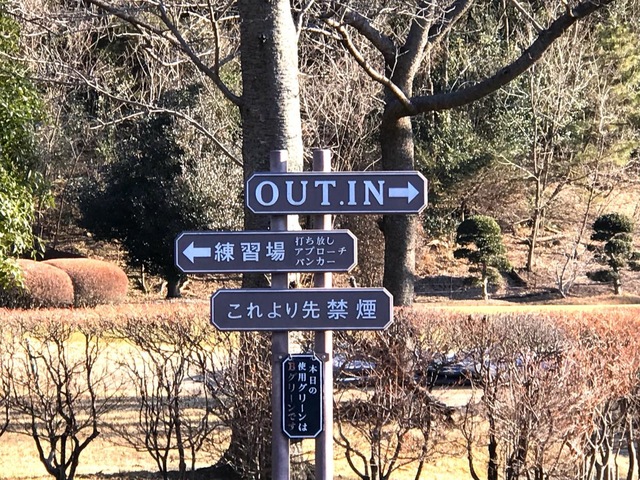 OUT.IN →
← 練習場
打ち放し
アプローチ
バンカー
これより先禁煙
本日の
使用グリーンは
Bグリーンです